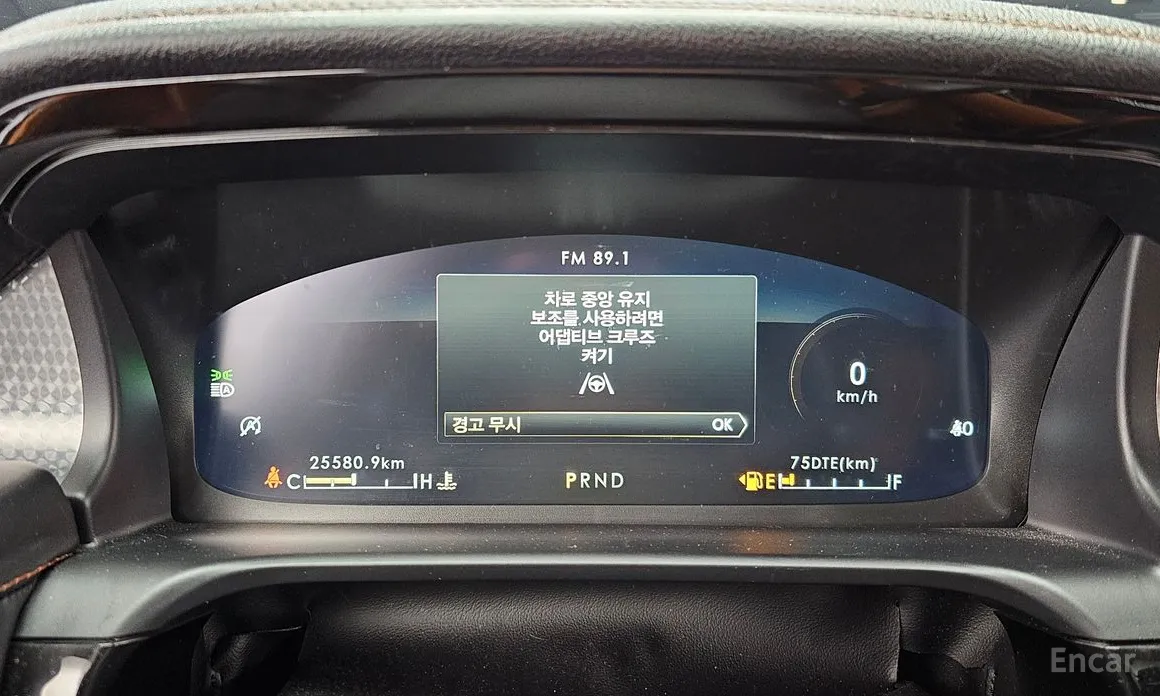 FM 89.1
차로 중앙 유지
보조를 사용하려면
어댑티브 크루즈
켜기
경고 무시 OK
0
km/h
A
A
25580.9km
75DTE(km)
C H
PRND
E F
Encar